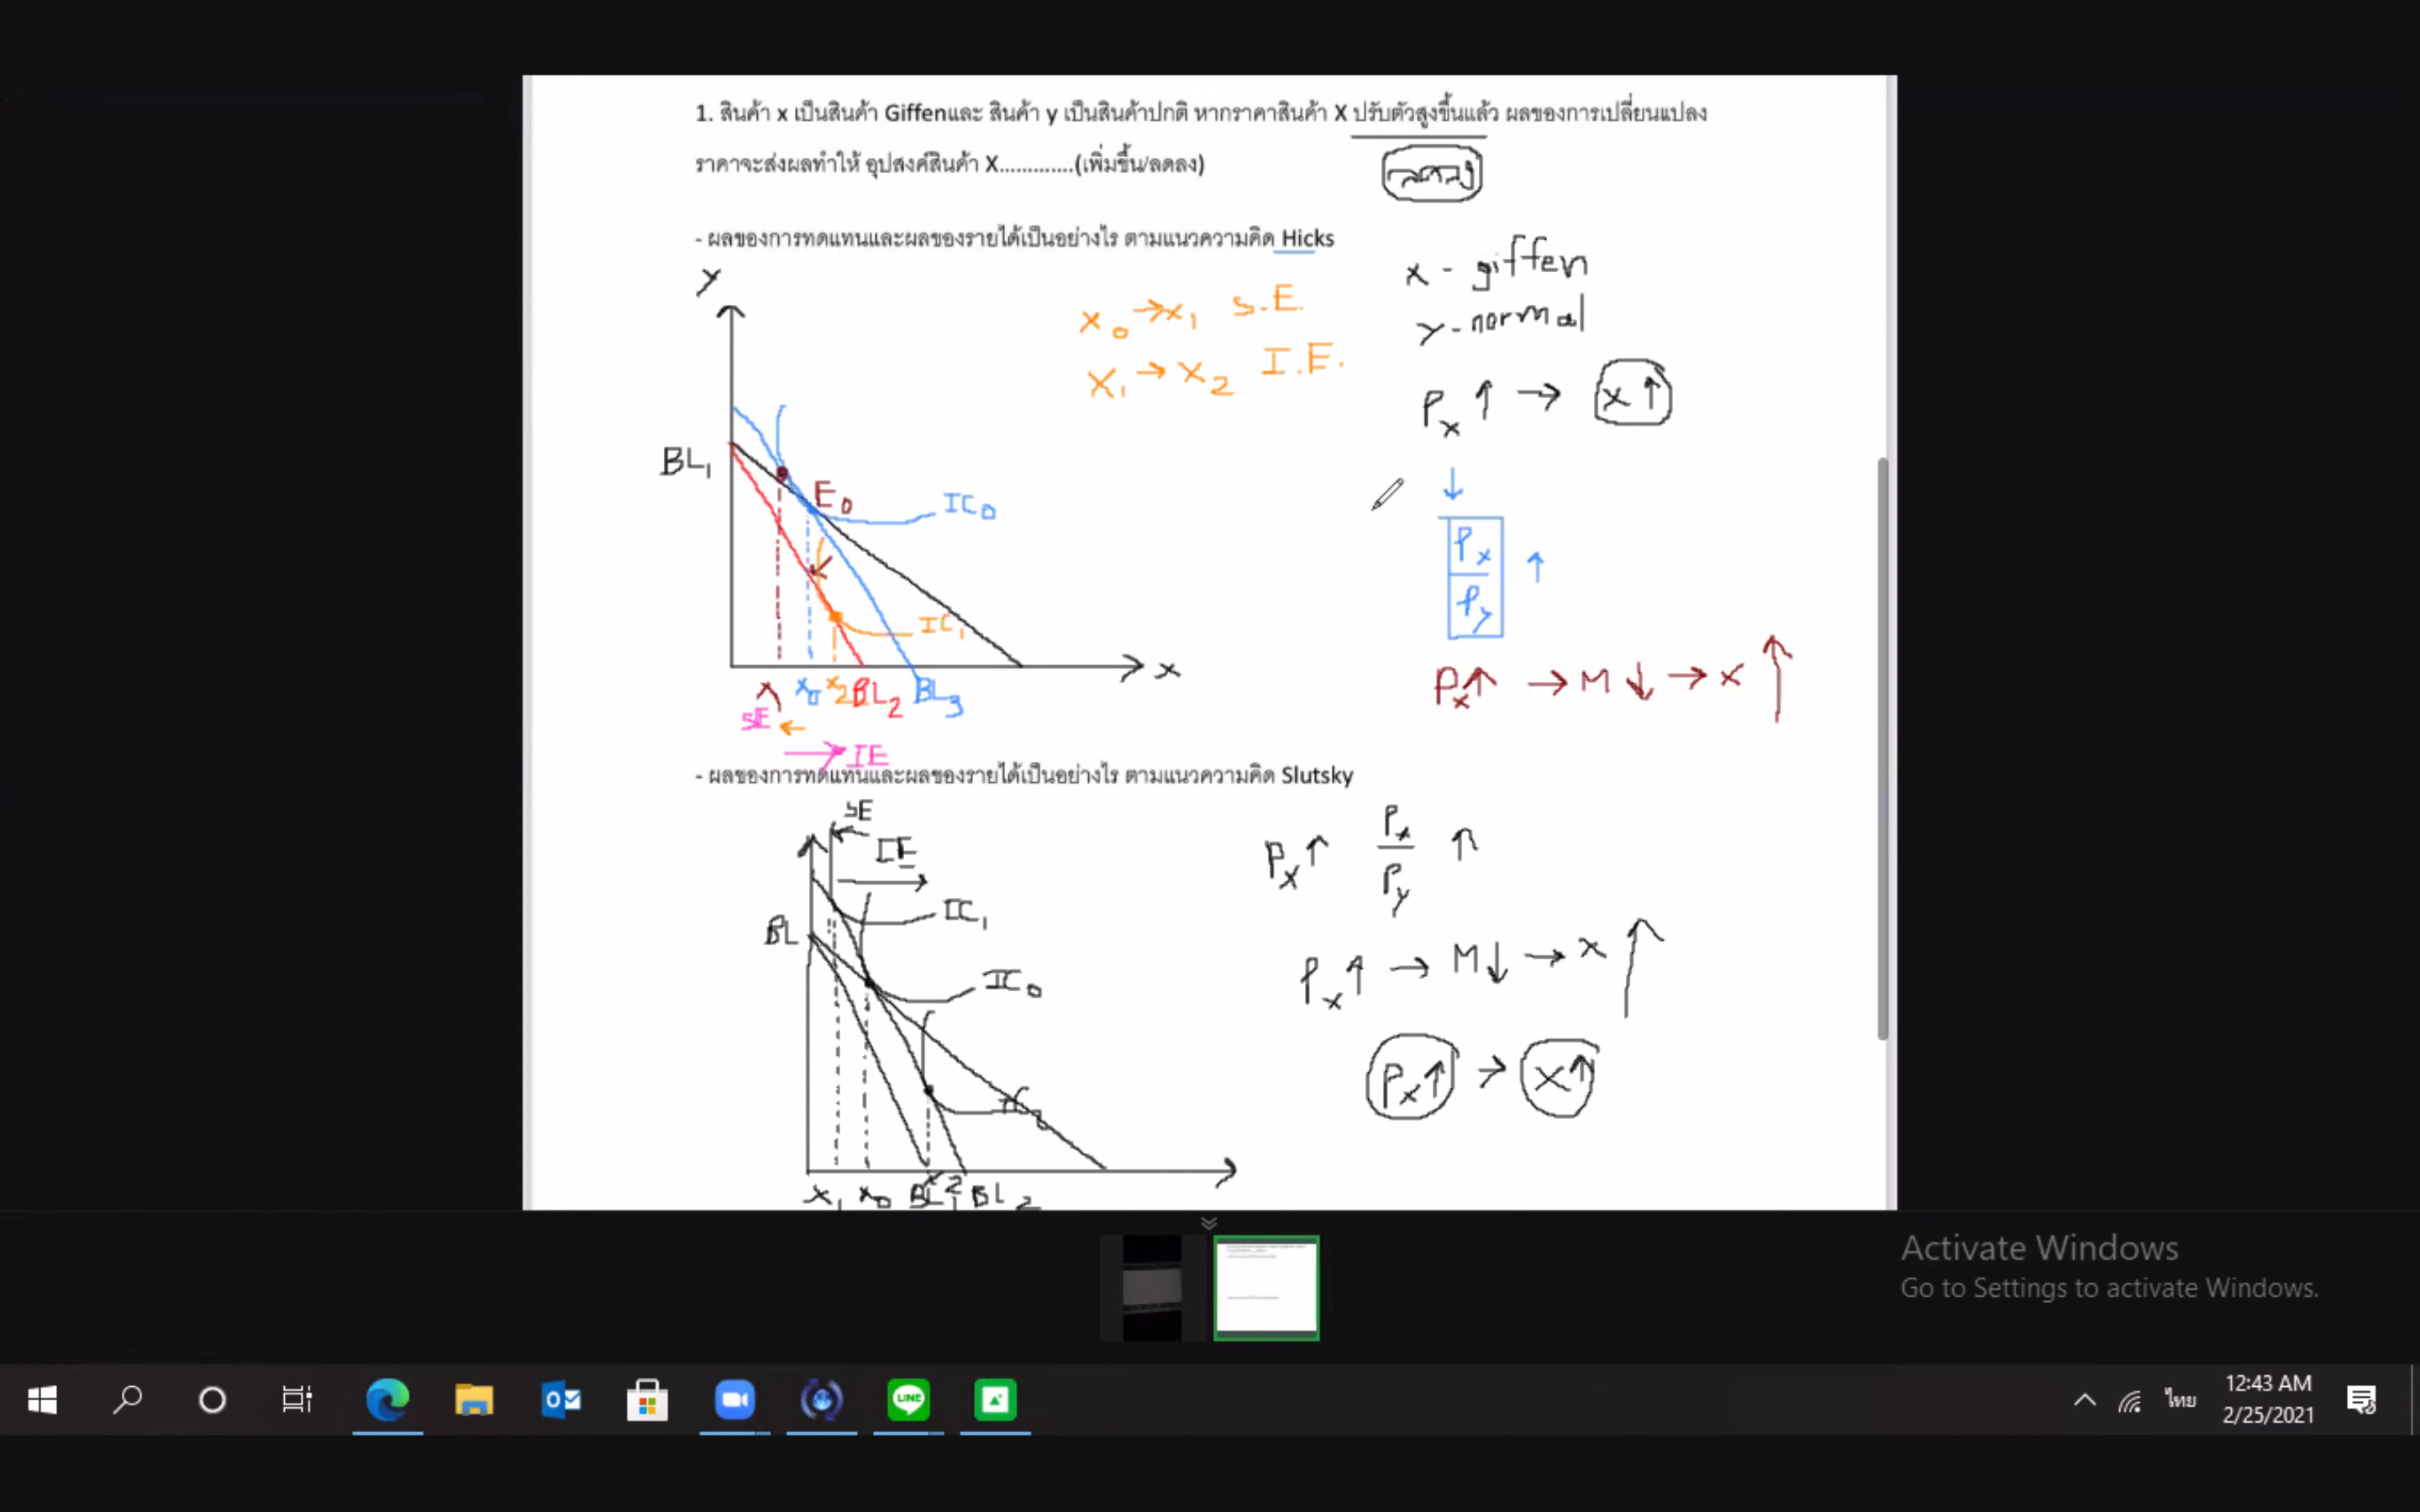 1. สินค้า x เป็นสินค้า Giffenและ สินค้า y เป็นสินค้าปกติ หากราคาสินค้า X ปรับตัวสูงขึ้นแล้ว ผลของการเปลี่ยนแปลง
ราคาจะส่งผลทำให้ อุปสงค์สินค้า X.............(เพิ่มขึ้น/ลดลง)
- ผลของการทดแทนและผลของรายได้เป็นอย่างไร ตามแนวความคิด Hicks
y
x₀ → x₁ S.E.
x₁ → x₂ I.E.
x - giffen
y - normal
Px ↑ → x ↑
↓
Px
Py ↑
BL₁
E₀
IC₀
IC₁
x
x₀ x₂ BL₂ BL₃
SE ←
→ IE
Px ↑ → M ↓ → x ↑
- ผลของการทดแทนและผลของรายได้เป็นอย่างไร ตามแนวความคิด Slutsky
SE
IE
IC₁
BL
IC₀
x₁ x₀ BL₁ x₂ BL₂
Px ↑ Px
Py ↑
Px ↑ → M ↓ → x ↑
Px ↑ → x ↑
Activate Windows
Go to Settings to activate Windows.
LINE
ไทย
12:43 AM
2/25/2021